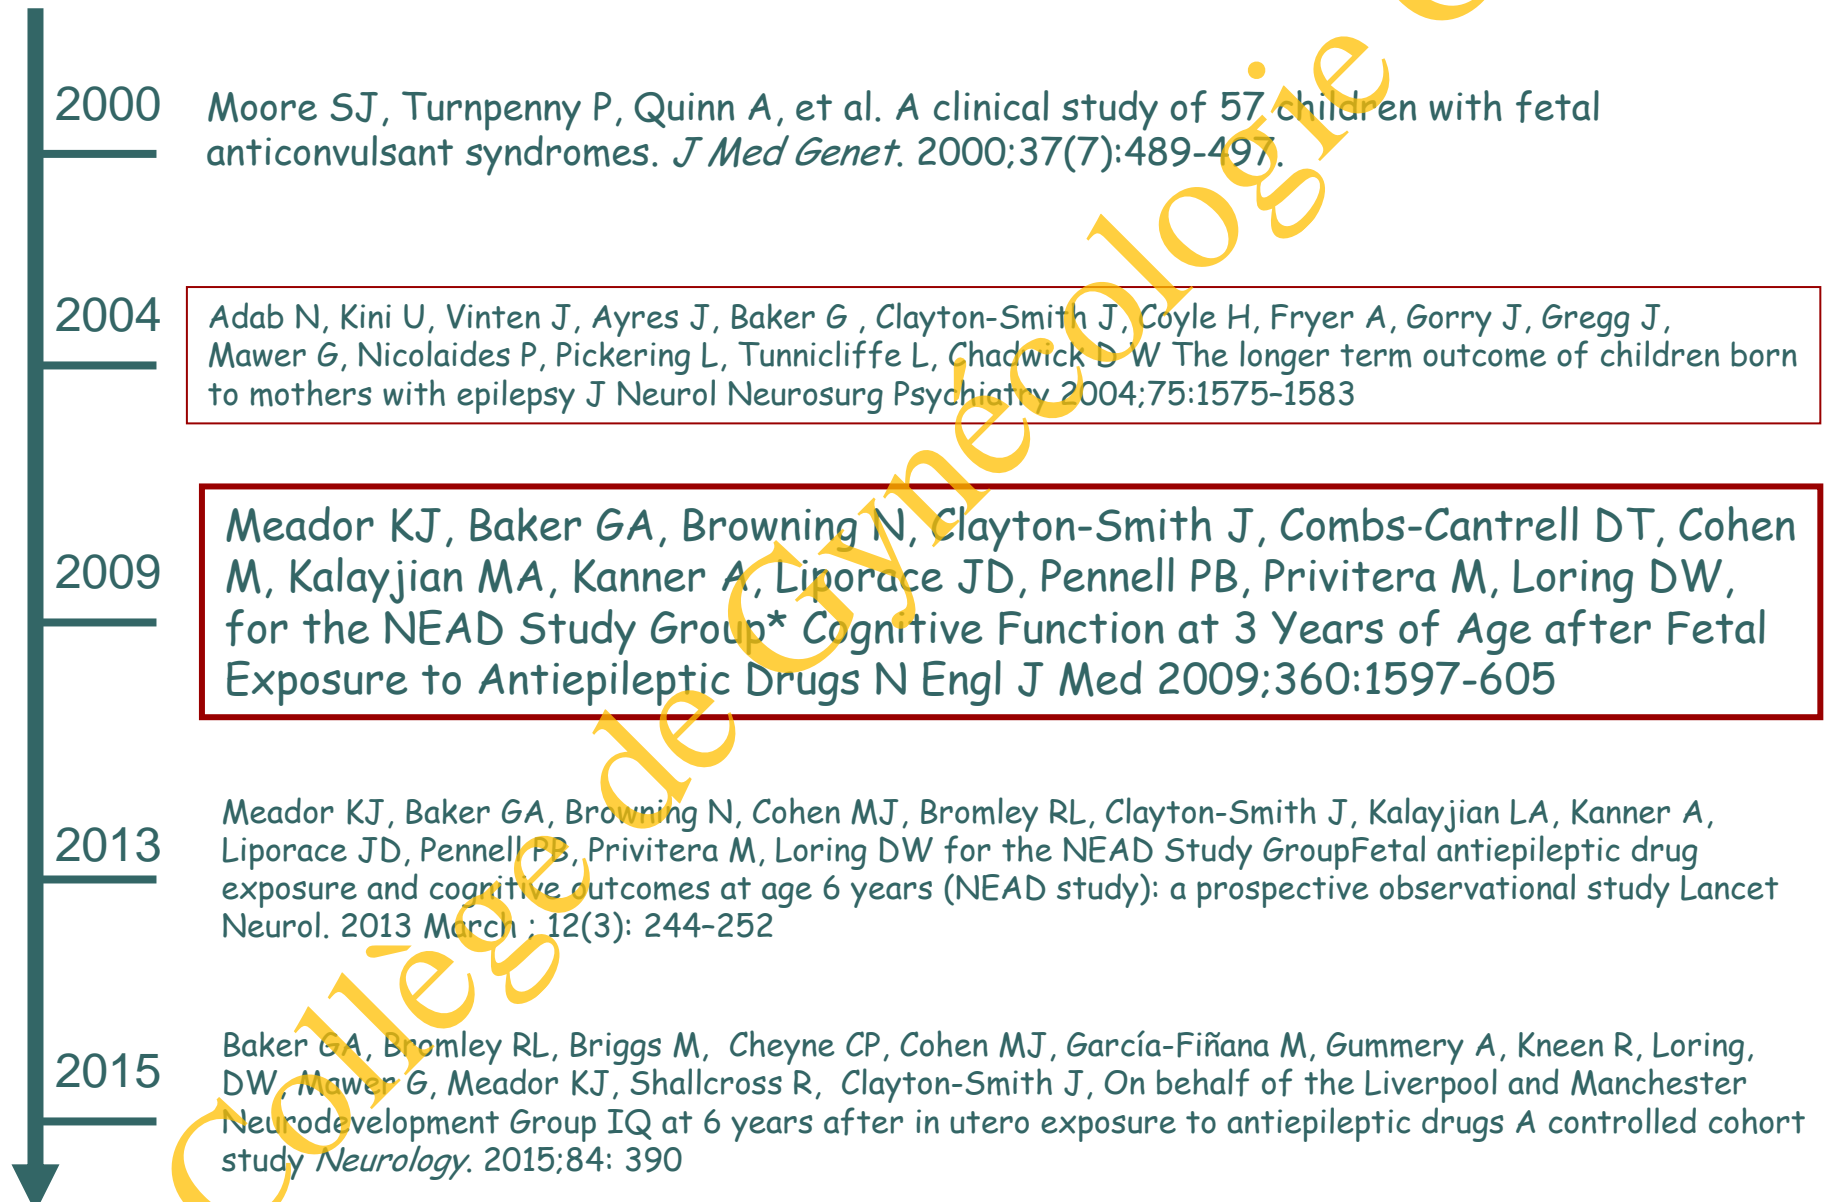 2000
Moore SJ, Turnpenny P, Quinn A, et al. A clinical study of 57 children with fetal
anticonvulsant syndromes. J Med Genet. 2000;37(7):489-497.
2004
Adab N, Kini U, Vinten J, Ayres J, Baker G , Clayton-Smith J, Coyle H, Fryer A, Gorry J, Gregg J,
Mawer G, Nicolaides P, Pickering L, Tunnicliffe L, Chadwick D W The longer term outcome of children born
to mothers with epilepsy J Neurol Neurosurg Psychiatry 2004;75:1575–1583
2009
Meador KJ, Baker GA, Browning N, Clayton-Smith J, Combs-Cantrell DT, Cohen
M, Kalayjian MA, Kanner A, Liporace JD, Pennell PB, Privitera M, Loring DW,
for the NEAD Study Group* Cognitive Function at 3 Years of Age after Fetal
Exposure to Antiepileptic Drugs N Engl J Med 2009;360:1597-605
2013
Meador KJ, Baker GA, Browning N, Cohen MJ, Bromley RL, Clayton-Smith J, Kalayjian LA, Kanner A,
Liporace JD, Pennell PB, Privitera M, Loring DW for the NEAD Study GroupFetal antiepileptic drug
exposure and cognitive outcomes at age 6 years (NEAD study): a prospective observational study Lancet
Neurol. 2013 March ; 12(3): 244–252
2015
Baker GA, Bromley RL, Briggs M, Cheyne CP, Cohen MJ, García-Fiñana M, Gummery A, Kneen R, Loring,
DW, Mawer G, Meador KJ, Shallcross R, Clayton-Smith J, On behalf of the Liverpool and Manchester
Neurodevelopment Group IQ at 6 years after in utero exposure to antiepileptic drugs A controlled cohort
study Neurology. 2015;84: 390
Collège de Gynécologie